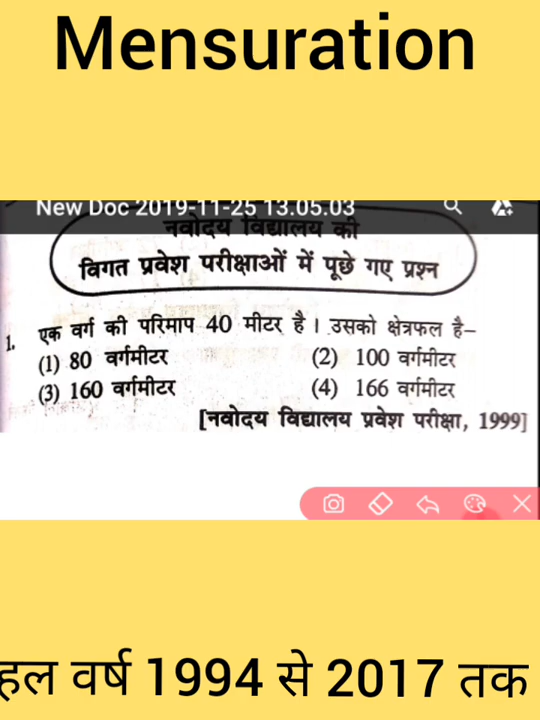 Mensuration
New Doc 2019-11-25 13.05.03
नवोदय विद्यालय की
विगत प्रवेश परीक्षाओं में पूछे गए प्रश्न
1. एक वर्ग की परिमाप 40 मीटर है। उसको क्षेत्रफल है–
(1) 80 वर्गमीटर (2) 100 वर्गमीटर
(3) 160 वर्गमीटर (4) 166 वर्गमीटर
[नवोदय विद्यालय प्रवेश परीक्षा, 1999]
हल वर्ष 1994 से 2017 तक